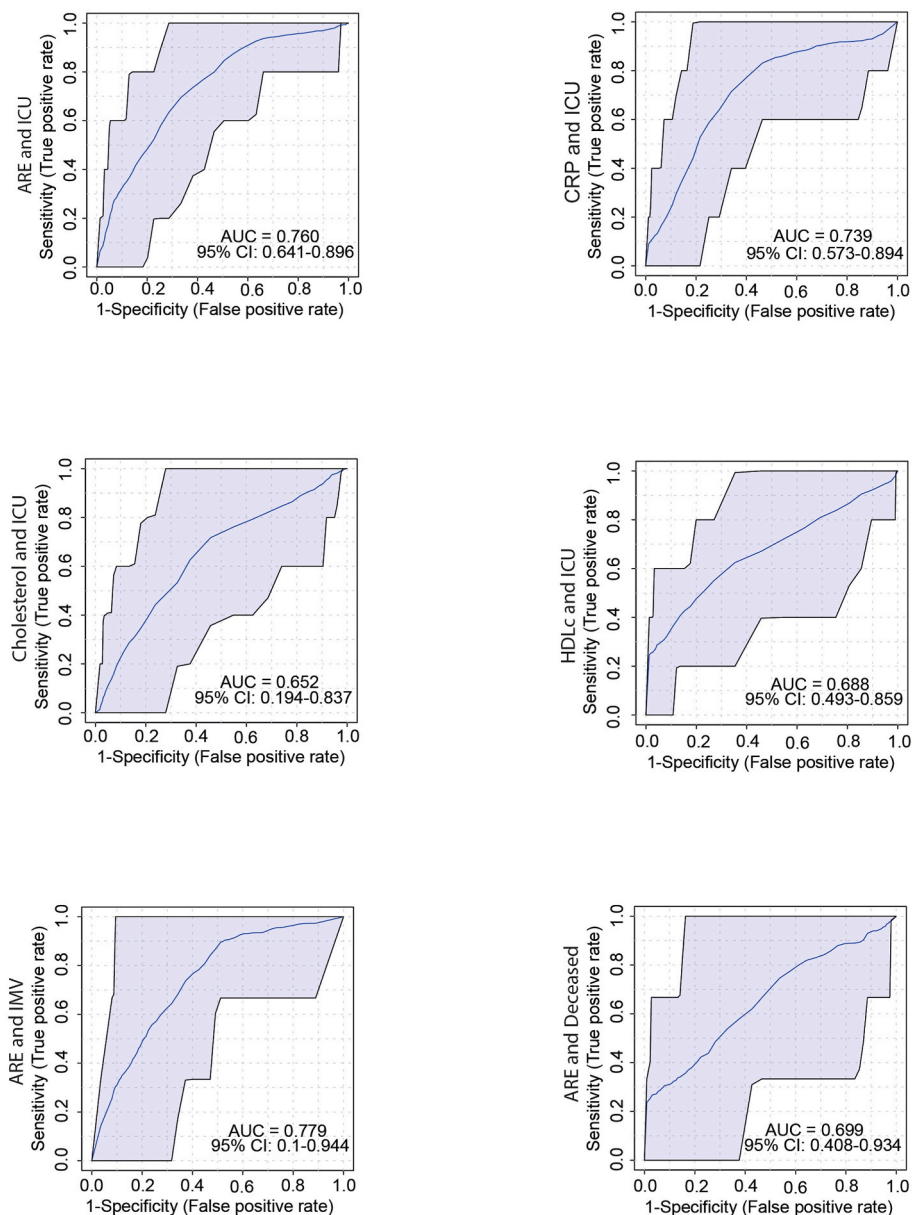 ARE and ICU
Sensitivity (True positive rate)
1.0
0.8
0.6
0.4
0.2
0.0
AUC = 0.760
95% CI: 0.641-0.896
0.0 0.2 0.4 0.6 0.8 1.0
1-Specificity (False positive rate)
CRP and ICU
Sensitivity (True positive rate)
1.0
0.8
0.6
0.4
0.2
0.0
AUC = 0.739
95% CI: 0.573-0.894
0.0 0.2 0.4 0.6 0.8 1.0
1-Specificity (False positive rate)
Cholesterol and ICU
Sensitivity (True positive rate)
1.0
0.8
0.6
0.4
0.2
0.0
AUC = 0.652
95% CI: 0.194-0.837
0.0 0.2 0.4 0.6 0.8 1.0
1-Specificity (False positive rate)
HDLc and ICU
Sensitivity (True positive rate)
1.0
0.8
0.6
0.4
0.2
0.0
AUC = 0.688
95% CI: 0.493-0.859
0.0 0.2 0.4 0.6 0.8 1.0
1-Specificity (False positive rate)
ARE and IMV
Sensitivity (True positive rate)
1.0
0.8
0.6
0.4
0.2
0.0
AUC = 0.779
95% CI: 0.1-0.944
0.0 0.2 0.4 0.6 0.8 1.0
1-Specificity (False positive rate)
ARE and Deceased
Sensitivity (True positive rate)
1.0
0.8
0.6
0.4
0.2
0.0
AUC = 0.699
95% CI: 0.408-0.934
0.0 0.2 0.4 0.6 0.8 1.0
1-Specificity (False positive rate)